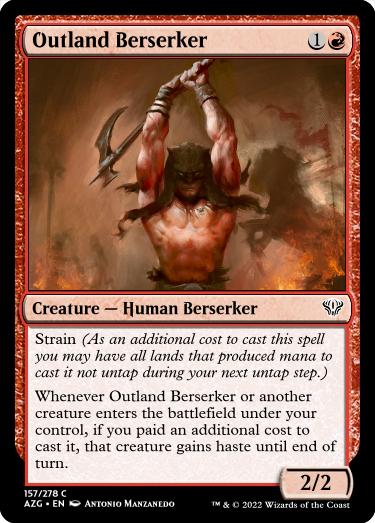 Outland Berserker 1
Creature — Human Berserker
Strain (As an additional cost to cast this spell
you may have all lands that produced mana to
cast it not untap during your next untap step.)
Whenever Outland Berserker or another
creature enters the battlefield under your
control, if you paid an additional cost to
cast it, that creature gains haste until end of
turn.
2/2
157/278 C
AZG • EN Antonio Manzanedo
™ & © 2022 Wizards of the Coast